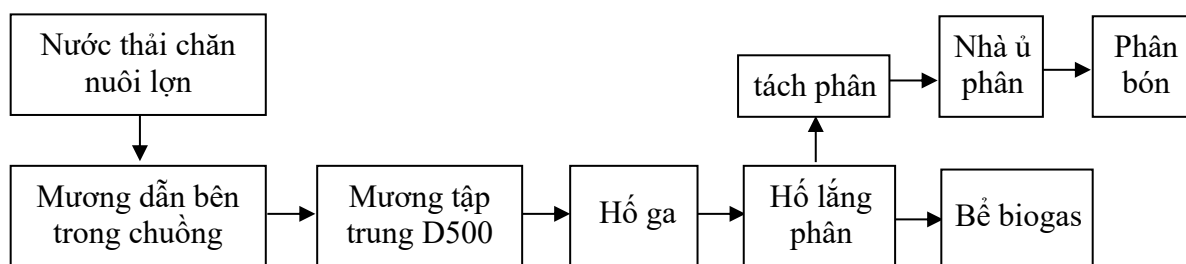 Nước thải chăn
nuôi lợn
tách phân
Nhà ủ
phân
Phân
bón
Mương dẫn bên
trong chuồng
Mương tập
trung D500
Hố ga
Hố lắng
phân
Bể biogas